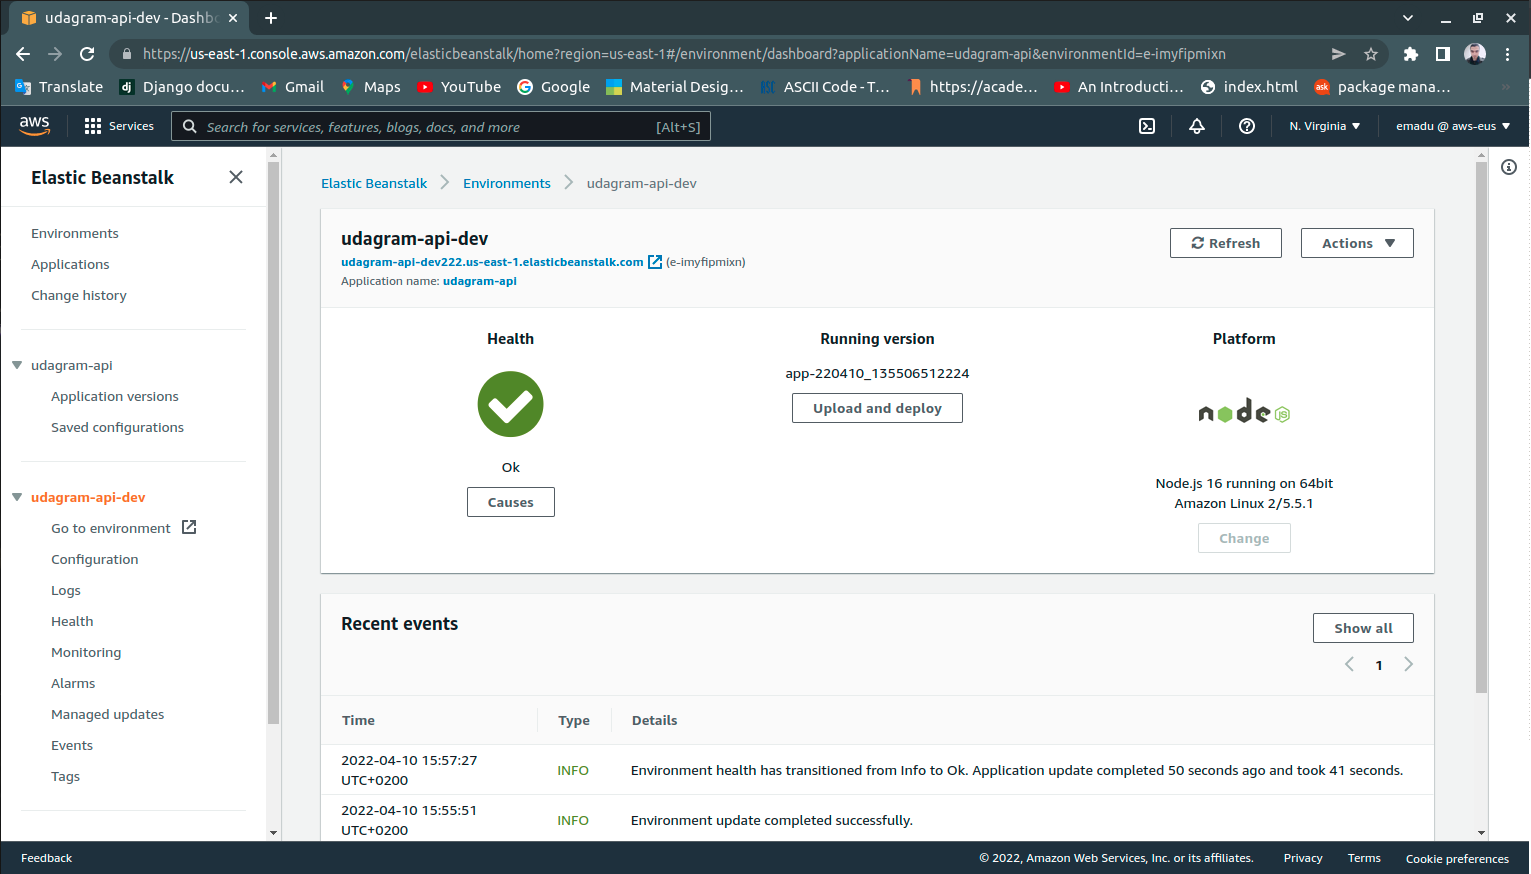 udagram-api-dev - Dashbo
https://us-east-1.console.aws.amazon.com/elasticbeanstalk/home?region=us-east-1#/environment/dashboard?applicationName=udagram-api&environmentId=e-imyfipmixn
Translate
dj Django docu...
Gmail
Maps
YouTube
Google
Material Desig...
ASCII Code - T...
https://acade...
An Introducti...
index.html
ask package mana...
aws
Services
Search for services, features, blogs, docs, and more [Alt+S]
N. Virginia
emadu @ aws-eus
Elastic Beanstalk
Environments
Applications
Change history
udagram-api
Application versions
Saved configurations
udagram-api-dev
Go to environment
Configuration
Logs
Health
Monitoring
Alarms
Managed updates
Events
Tags
Elastic Beanstalk
Environments
udagram-api-dev
udagram-api-dev
udagram-api-dev222.us-east-1.elasticbeanstalk.com (e-imyfipmixn)
Application name: udagram-api
Refresh
Actions
Health
Ok
Causes
Running version
app-220410_135506512224
Upload and deploy
Platform
node JS
Node.js 16 running on 64bit
Amazon Linux 2/5.5.1
Change
Recent events
Show all
1
Time Type Details
2022-04-10 15:57:27
UTC+0200
INFO
Environment health has transitioned from Info to Ok. Application update completed 50 seconds ago and took 41 seconds.
2022-04-10 15:55:51
UTC+0200
INFO
Environment update completed successfully.
Feedback
© 2022, Amazon Web Services, Inc. or its affiliates.
Privacy
Terms
Cookie preferences